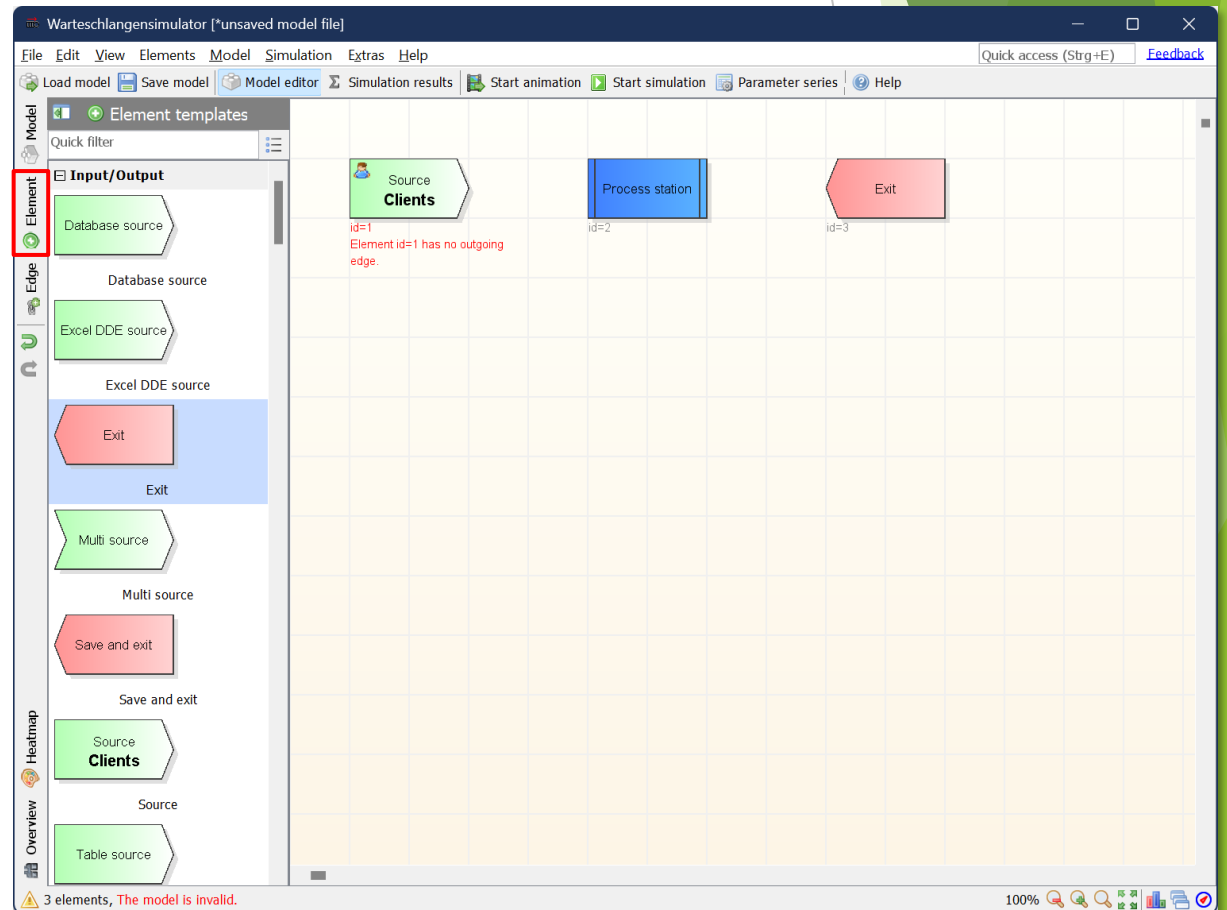 Warteschlangensimulator [*unsaved model file]
File Edit View Elements Model Simulation Extras Help
Quick access (Strg+E) Feedback
Load model Save model Model editor Σ Simulation results Start animation Start simulation Parameter series Help
Model
Element
Edge
Heatmap
Overview
Element templates
Quick filter
Input/Output
Database source
Database source
Excel DDE source
Excel DDE source
Exit
Exit
Multi source
Multi source
Save and exit
Save and exit
Source
Clients
Source
Table source
Source
Clients
id=1
Element id=1 has no outgoing
edge.
Process station
id=2
Exit
id=3
3 elements, The model is invalid.
100%